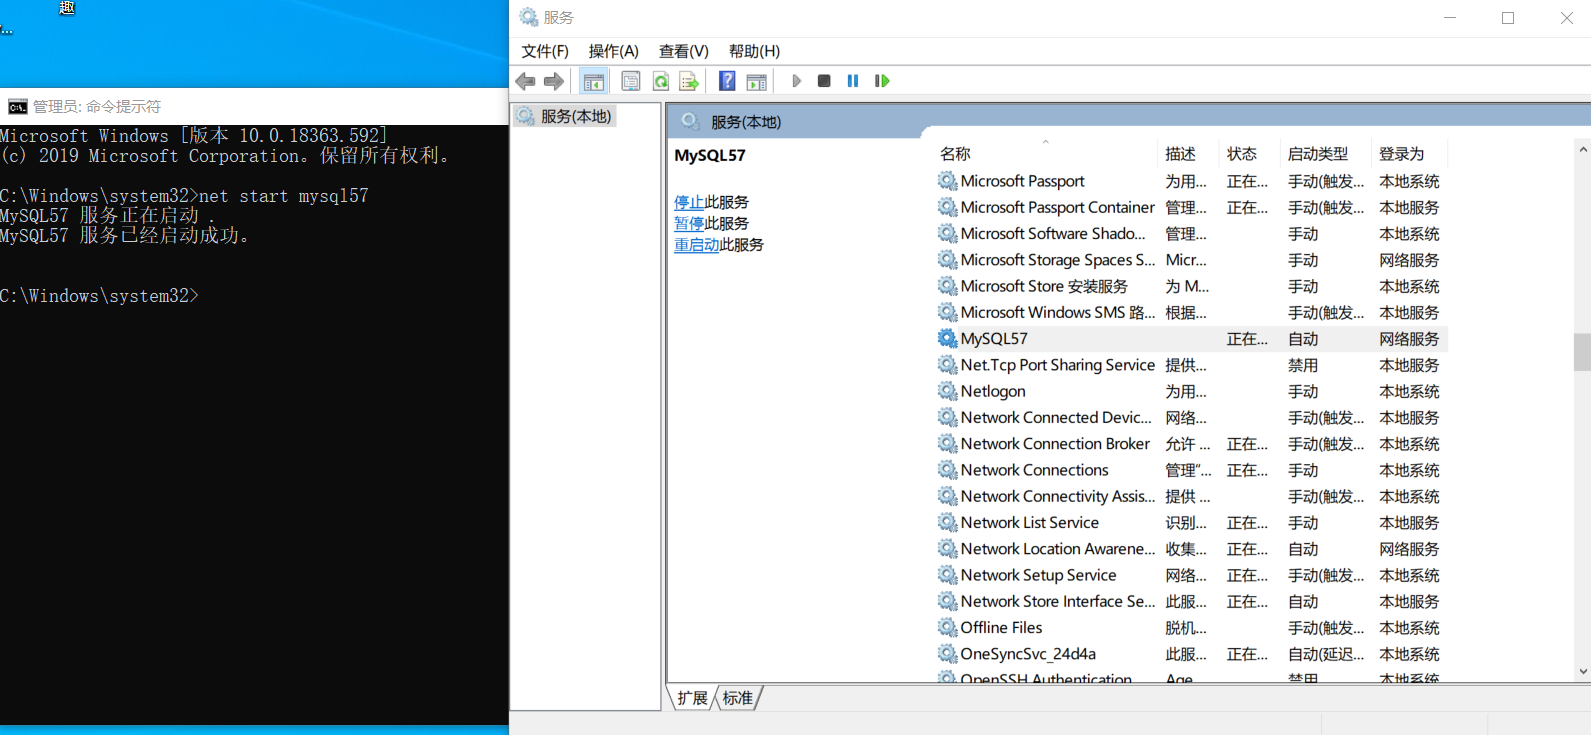 趣
...
管理员: 命令提示符
Microsoft Windows [版本 10.0.18363.592]
(c) 2019 Microsoft Corporation。保留所有权利。
C:\Windows\system32>net start mysql57
MySQL57 服务正在启动 .
MySQL57 服务已经启动成功。
C:\Windows\system32>
服务
文件(F) 操作(A) 查看(V) 帮助(H)
服务(本地)
服务(本地)
MySQL57
停止此服务
暂停此服务
重启动此服务
名称 描述 状态 启动类型 登录为
Microsoft Passport 为用... 正在... 手动(触发... 本地系统
Microsoft Passport Container 管理... 正在... 手动(触发... 本地服务
Microsoft Software Shado... 管理... 手动 本地系统
Microsoft Storage Spaces S... Micr... 手动 网络服务
Microsoft Store 安装服务 为 M... 手动 本地系统
Microsoft Windows SMS 路... 根据... 手动(触发... 本地服务
MySQL57 正在... 自动 网络服务
Net.Tcp Port Sharing Service 提供... 禁用 本地服务
Netlogon 为用... 手动 本地系统
Network Connected Devic... 网络... 手动(触发... 本地服务
Network Connection Broker 允许 ... 正在... 手动(触发... 本地系统
Network Connections 管理“... 正在... 手动 本地系统
Network Connectivity Assis... 提供 ... 手动(触发... 本地系统
Network List Service 识别... 正在... 手动 本地服务
Network Location Awarene... 收集... 正在... 自动 网络服务
Network Setup Service 网络... 正在... 手动(触发... 本地系统
Network Store Interface Se... 此服... 正在... 自动 本地服务
Offline Files 脱机... 手动(触发... 本地系统
OneSyncSvc_24d4a 此服... 正在... 自动(延迟... 本地系统
OpenSSH Authentication Age 禁用 本地系统
扩展 标准